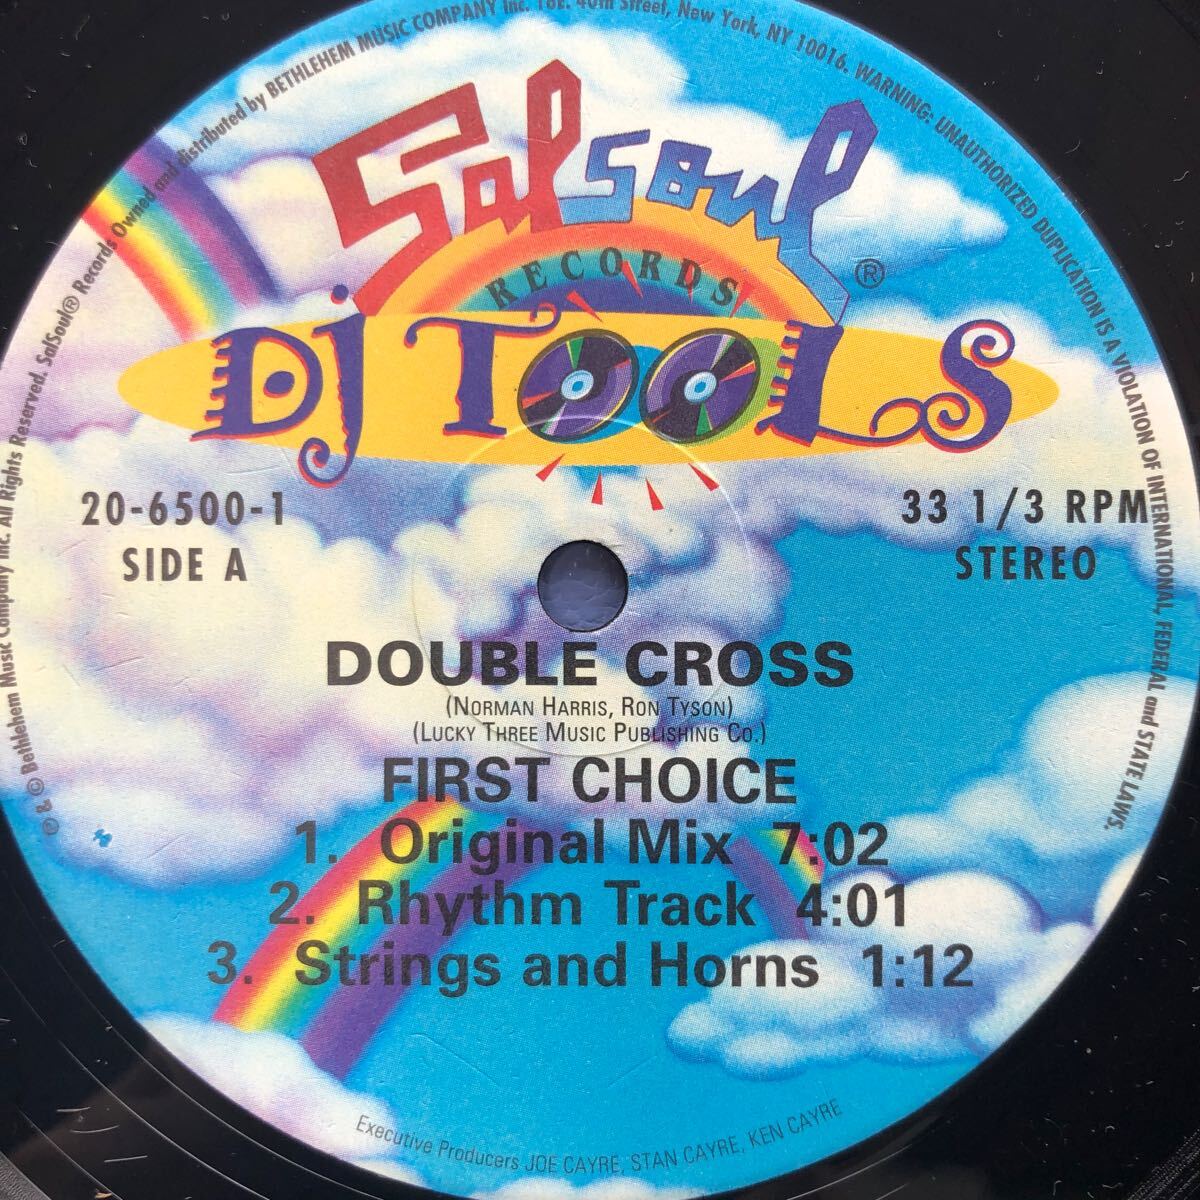 ℗ & © Bethlehem Music Company Inc. All Rights Reserved. SalSoul® Records Owned and distributed by BETHLEHEM MUSIC COMPANY Inc. 18E. 40th Street, New York, NY 10016. WARNING: UNAUTHORIZED DUPLICATION IS A VIOLATION OF INTERNATIONAL, FEDERAL and STATE LAWS.
Salsoul
RECORDS ®
DJ TOOLS
20-6500-1
SIDE A
33 1/3 RPM
STEREO
DOUBLE CROSS
(NORMAN HARRIS, RON TYSON)
(LUCKY THREE MUSIC PUBLISHING CO.)
FIRST CHOICE
1. Original Mix 7:02
2. Rhythm Track 4:01
3. Strings and Horns 1:12
Executive Producers JOE CAYRE, STAN CAYRE, KEN CAYRE